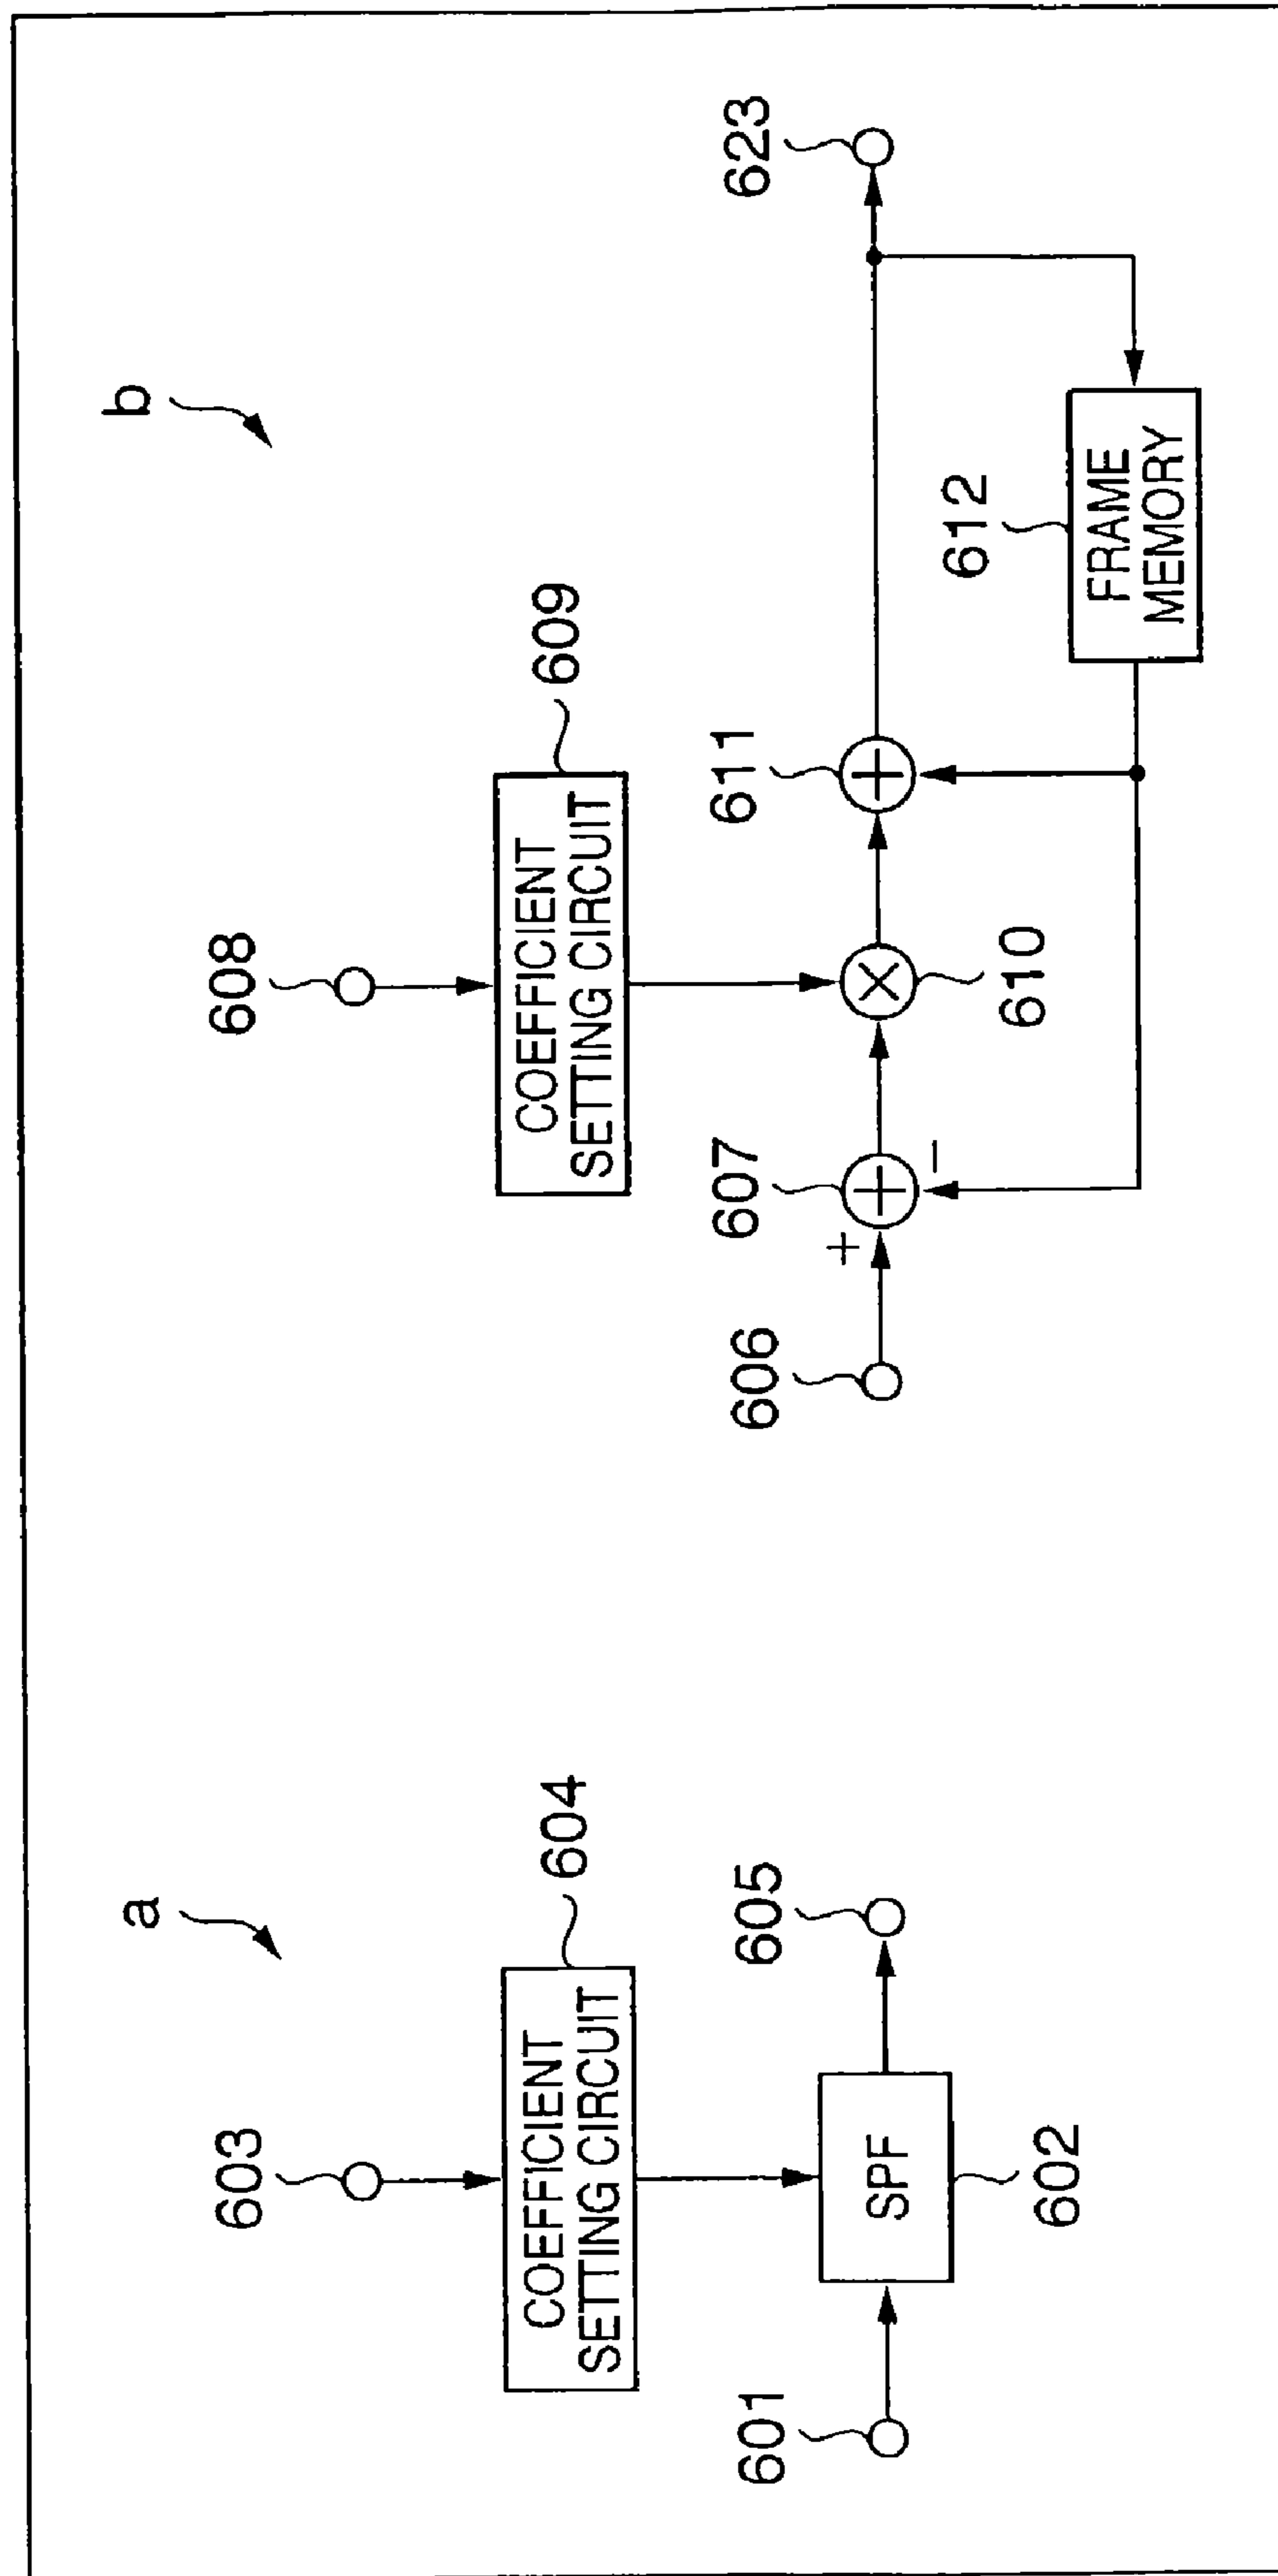 a
603
COEFFICIENT
SETTING CIRCUIT
604
601
SPF
602
605
b
608
COEFFICIENT
SETTING CIRCUIT
609
606
+
607
−
610
611
612
FRAME
MEMORY
623